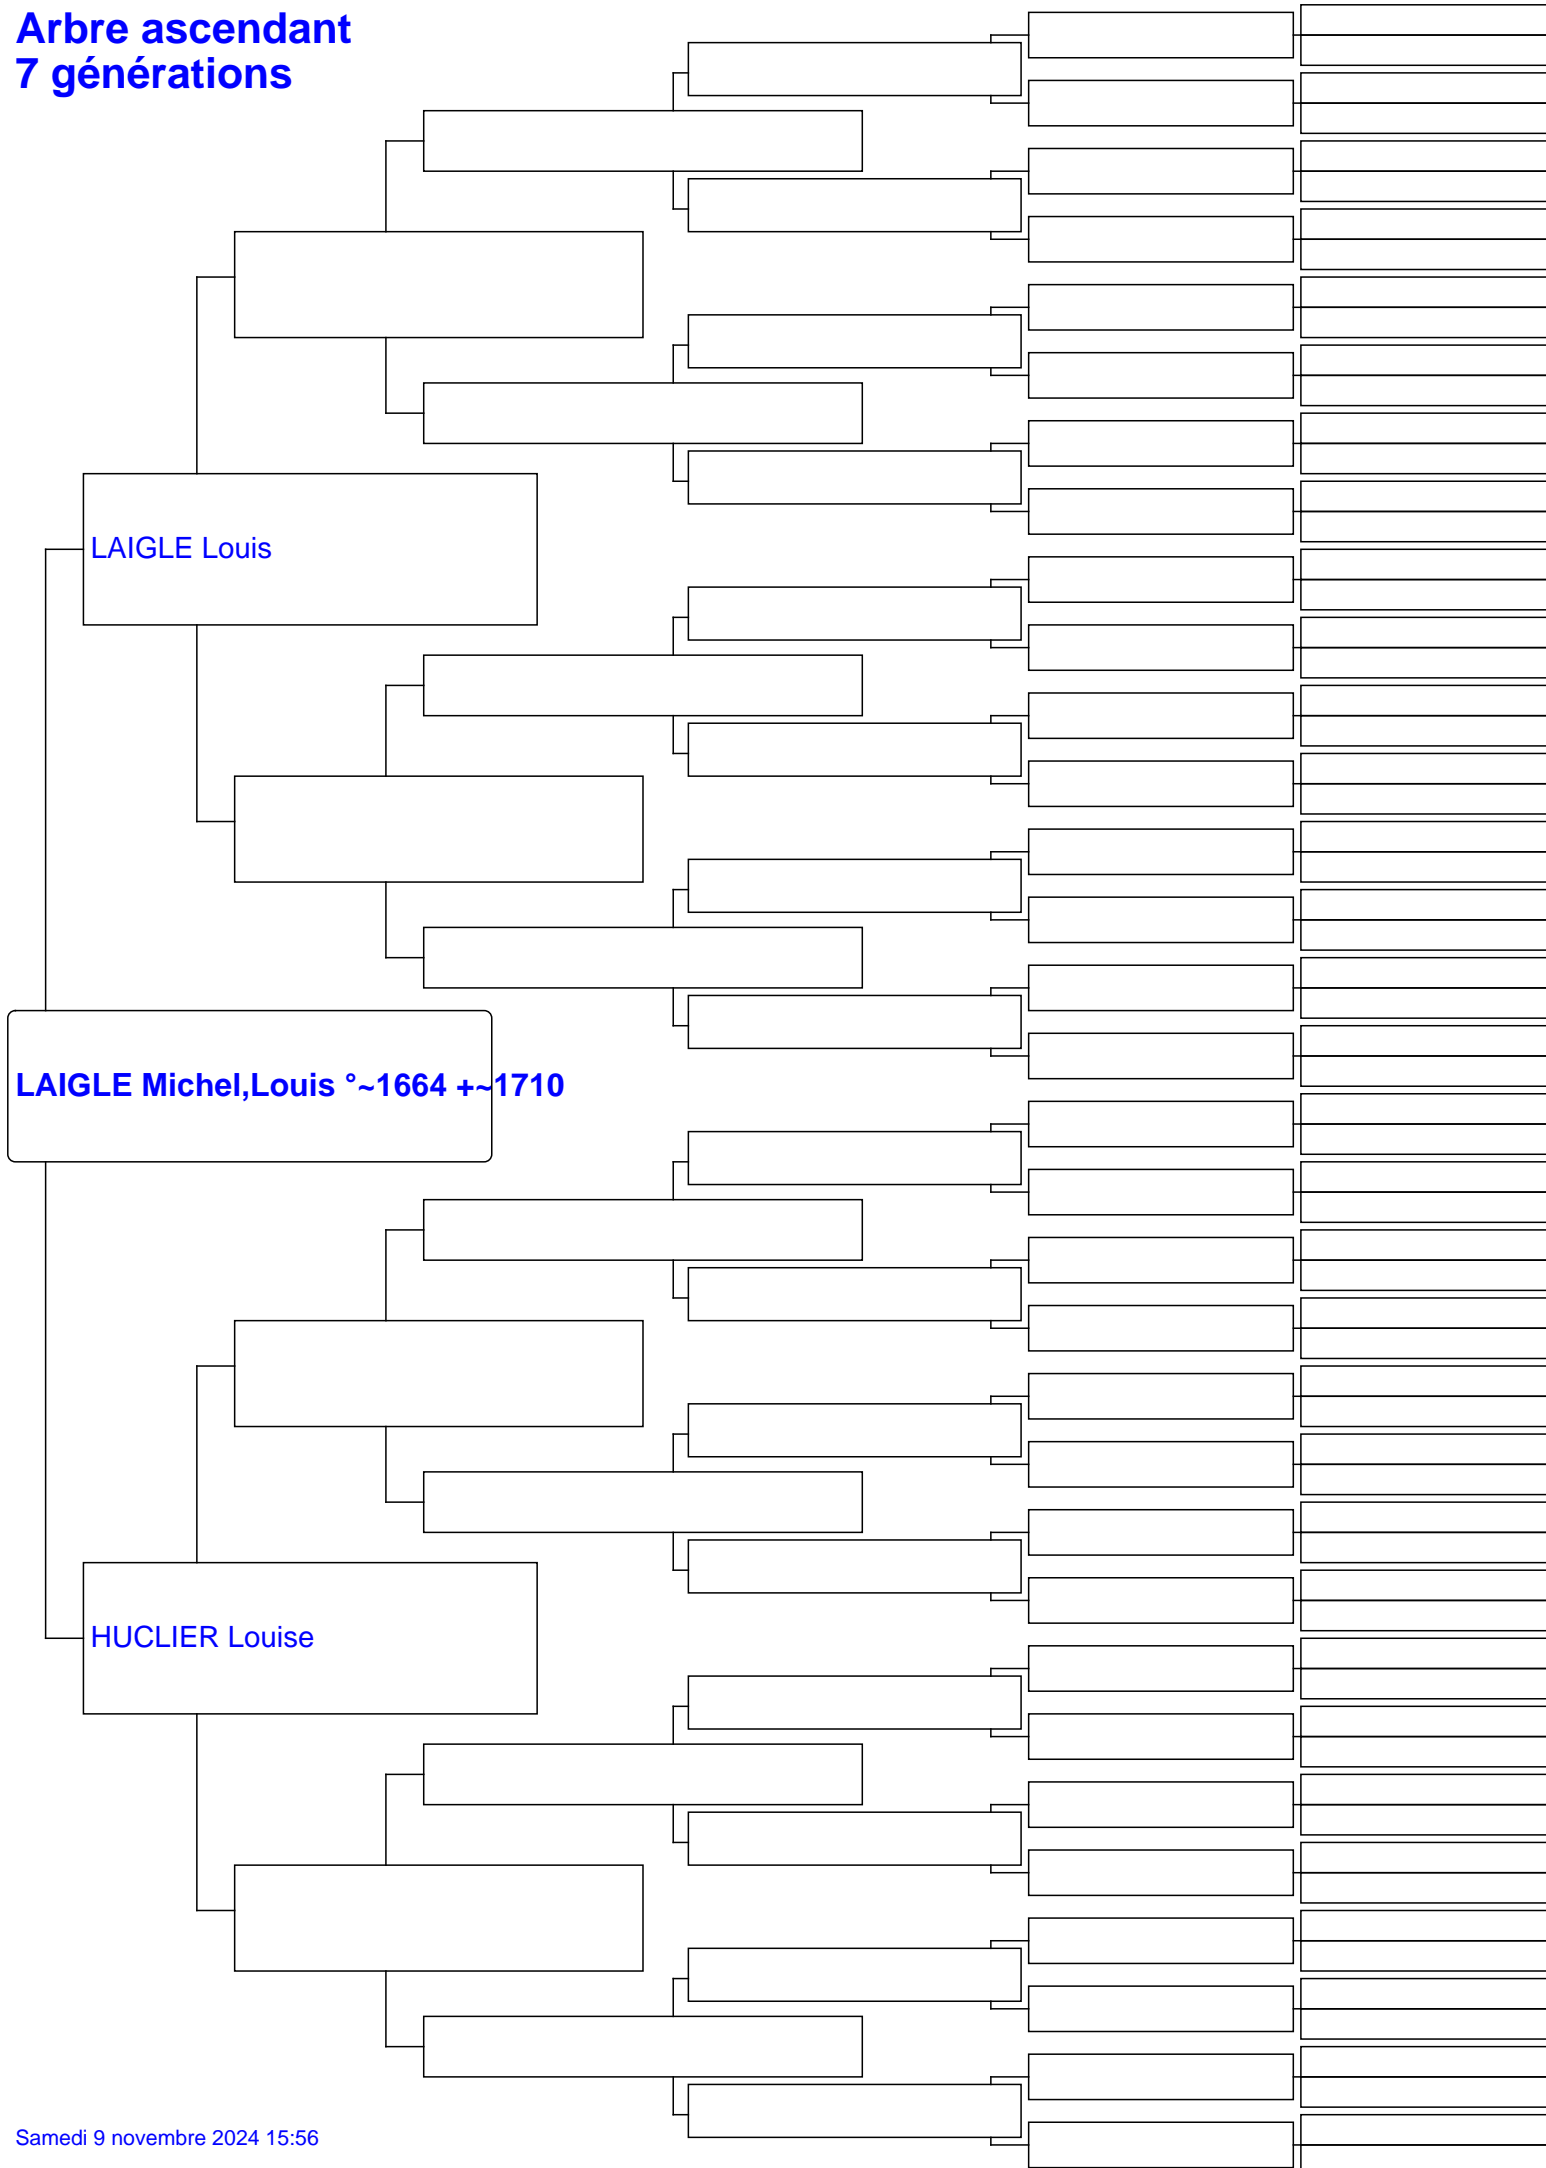 Arbre ascendant
7 générations
LAIGLE Louis
LAIGLE Michel,Louis °~1664 +~1710
HUCLIER Louise
Samedi 9 novembre 2024 15:56